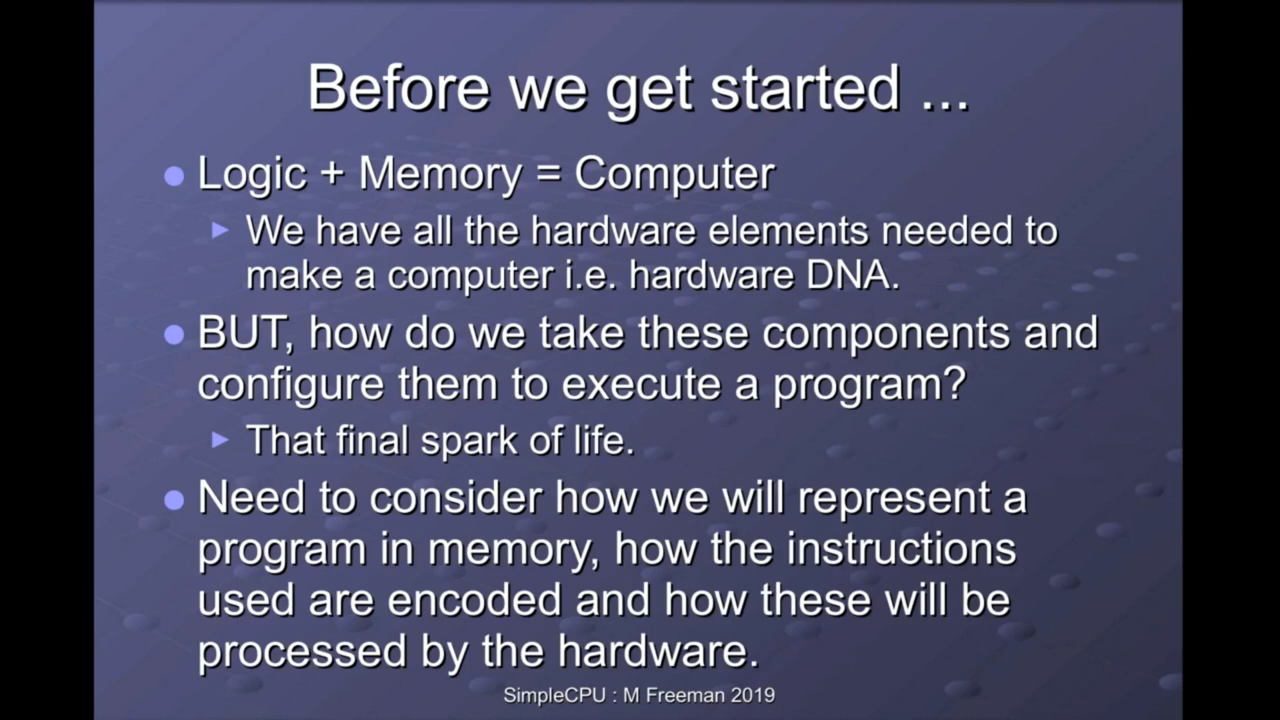 Before we get started ...
Logic + Memory = Computer
We have all the hardware elements needed to
make a computer i.e. hardware DNA.
BUT, how do we take these components and
configure them to execute a program?
That final spark of life.
Need to consider how we will represent a
program in memory, how the instructions
used are encoded and how these will be
processed by the hardware.
SimpleCPU : M Freeman 2019